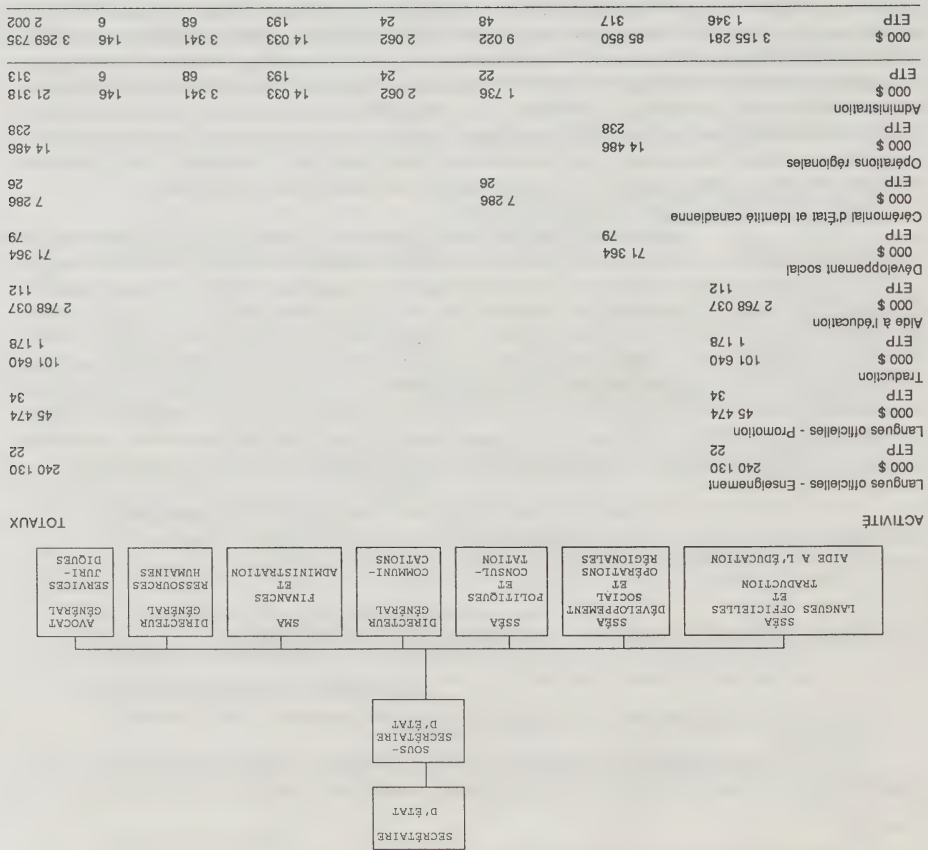 SECRÉTAIRE
D'ÉTAT
SOUS-
SECRÉTAIRE
D'ÉTAT
SSÉA
LANGUES OFFICIELLES
ET
TRADUCTION
AIDE A L'ÉDUCATION
SSÉA
DÉVELOPPEMENT
SOCIAL
ET
OPÉRATIONS
RÉGIONALES
SSÉA
POLITIQUES
ET
CONSUL-
TATION
DIRECTEUR
GÉNÉRAL
COMMUNI-
CATIONS
SMA
FINANCES
ET
ADMINISTRATION
DIRECTEUR
GÉNÉRAL
RESSOURCES
HUMAINES
AVOCAT
GÉNÉRAL
SERVICES
JURI-
DIQUES
ACTIVITÉ TOTAUX
Langues officielles - Enseignement
000 $ 240 130 240 130
ETP 22 22
Langues officielles - Promotion
000 $ 45 474 45 474
ETP 34 34
Traduction
000 $ 101 640 101 640
ETP 1 178 1 178
Aide à l'éducation
000 $ 2 768 037 2 768 037
ETP 112 112
Développement social
000 $ 71 364 71 364
ETP 79 79
Cérémonial d'État et Identité canadienne
000 $ 7 286 7 286
ETP 26 26
Opérations régionales
000 $ 14 486 14 486
ETP 238 238
Administration
000 $ 1 736 2 062 14 033 3 341 146 21 318
ETP 22 24 193 68 6 313
000 $ 3 155 281 85 850 9 022 2 062 14 033 3 341 146 3 269 735
ETP 1 346 317 48 24 193 68 6 2 002